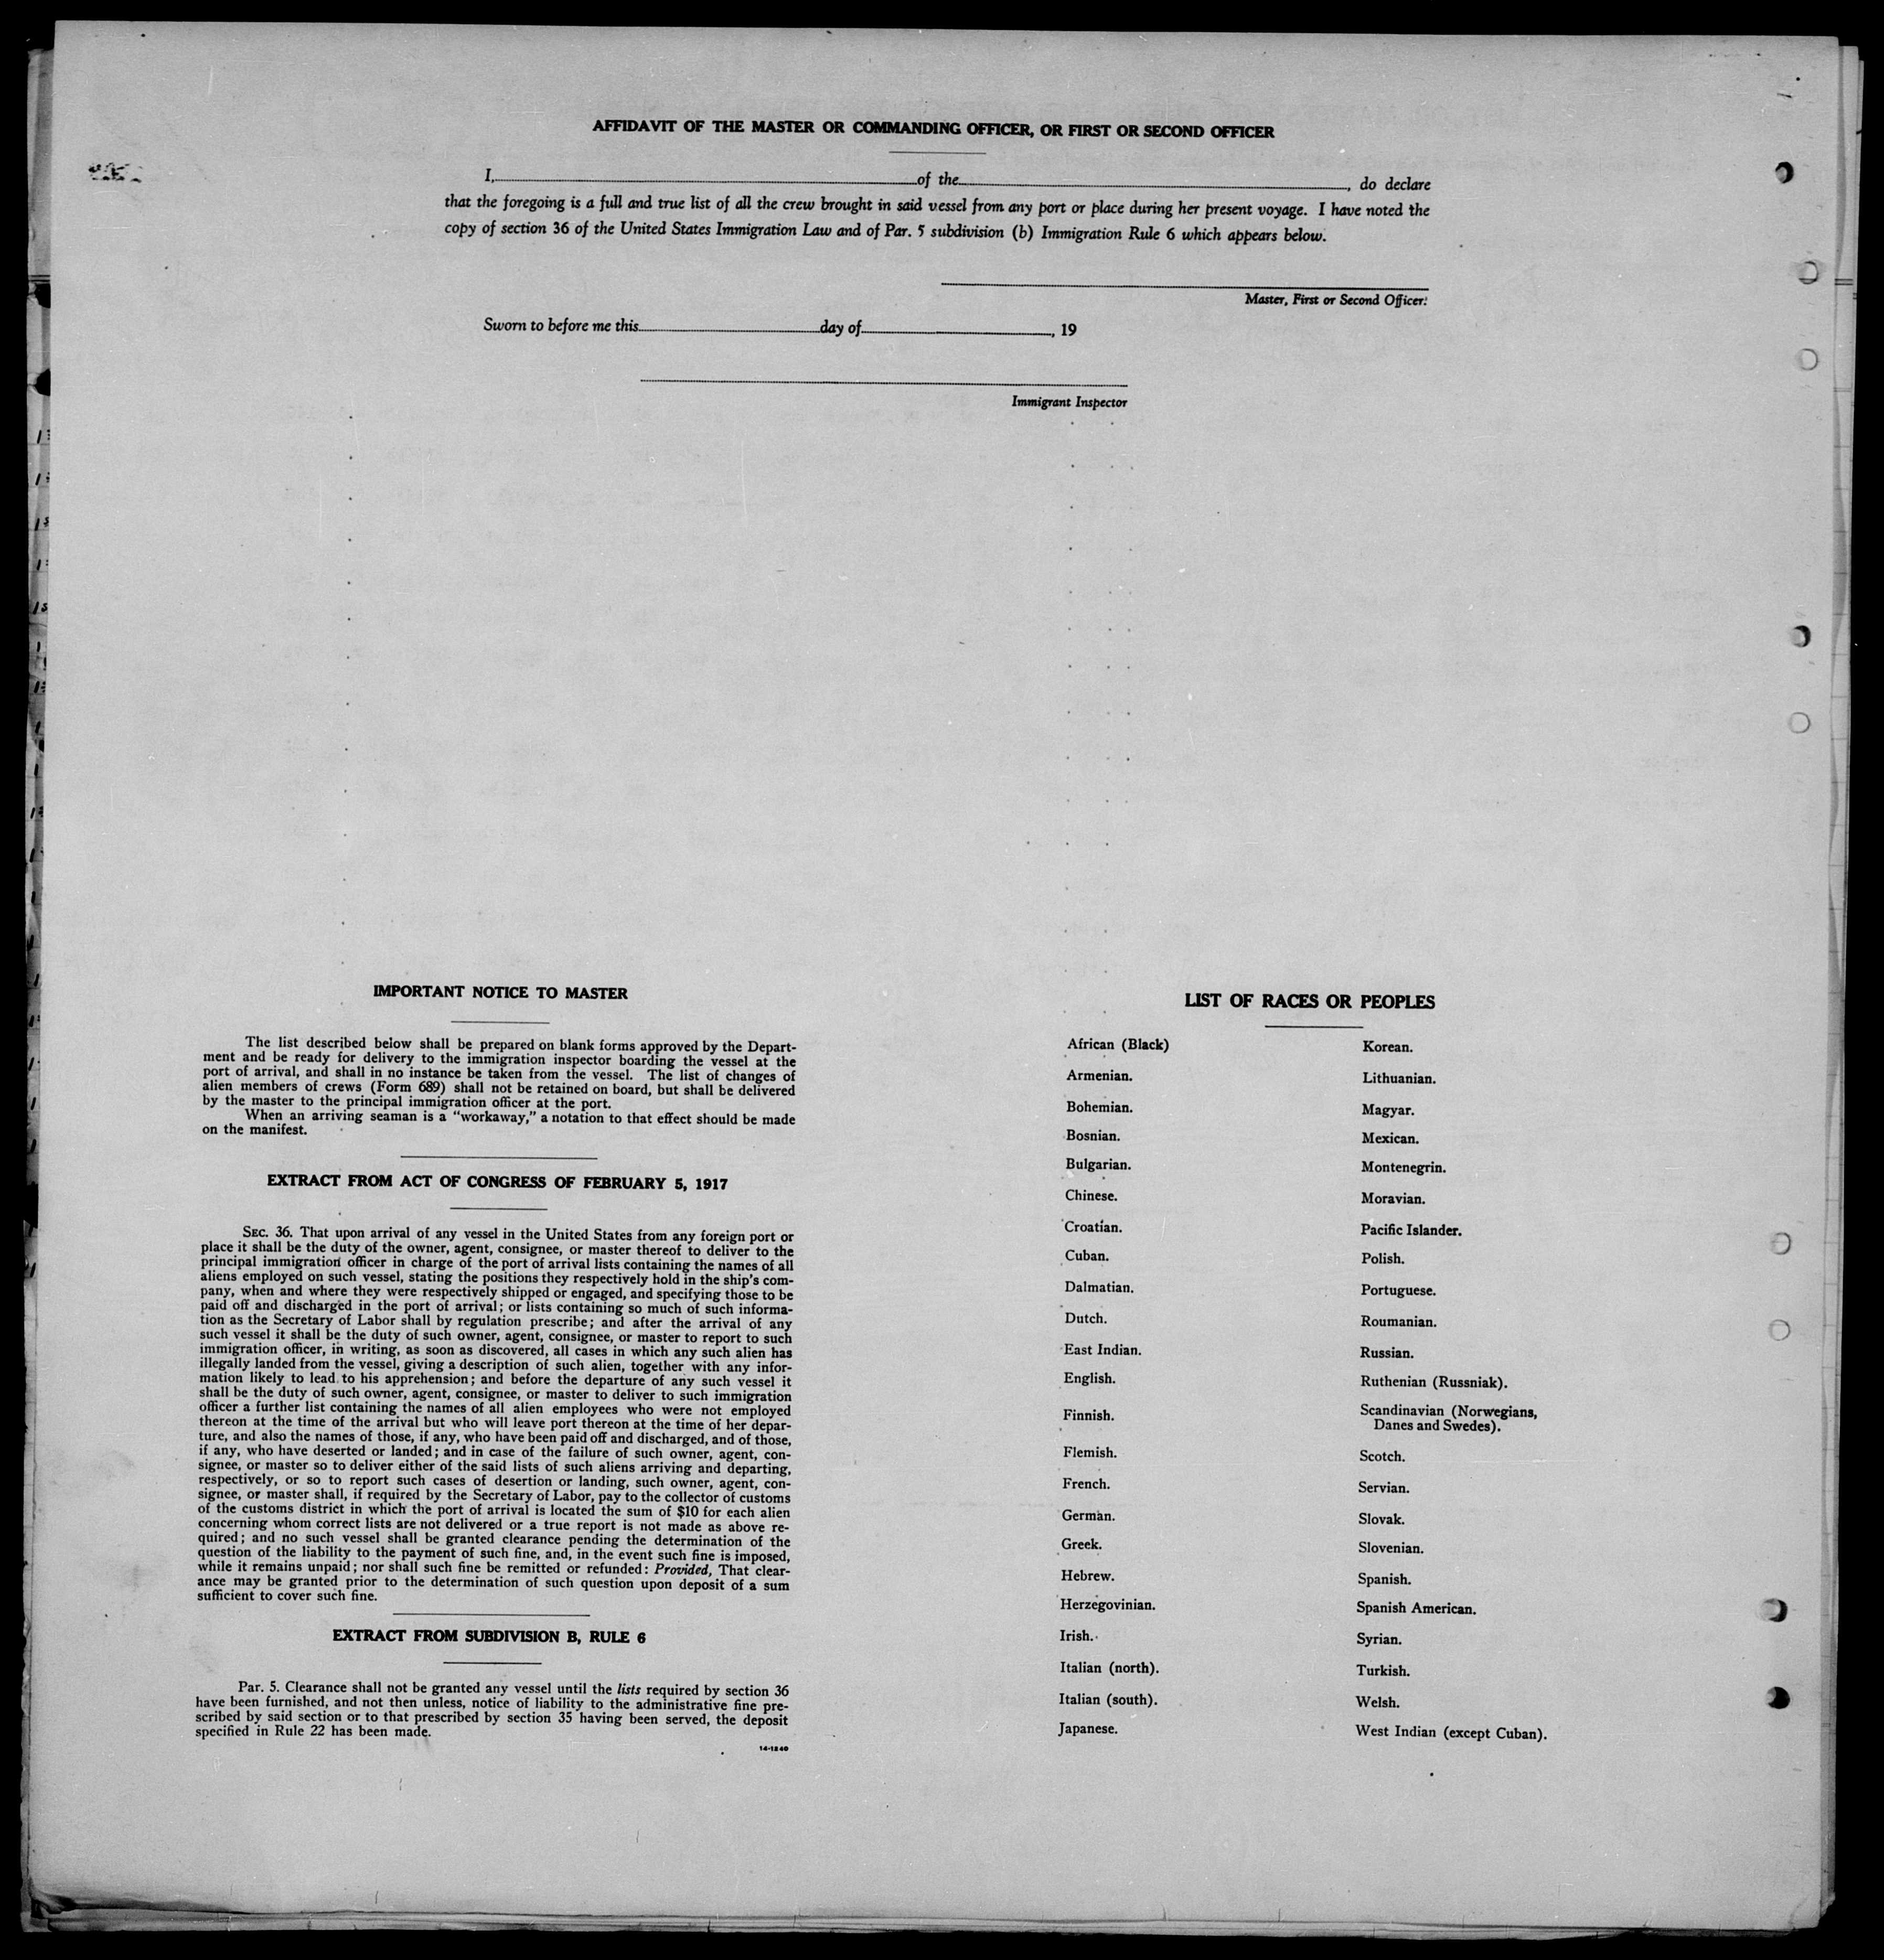 AFFIDAVIT OF THE MASTER OR COMMANDING OFFICER, OR FIRST OR SECOND OFFICER
I, of the , do declare
that the foregoing is a full and true list of all the crew brought in said vessel from any port or place during her present voyage. I have noted the
copy of section 36 of the United States Immigration Law and of Par. 5 subdivision (b) Immigration Rule 6 which appears below.
Master, First or Second Officer.
Sworn to before me this day of , 19
Immigrant Inspector
IMPORTANT NOTICE TO MASTER
The list described below shall be prepared on blank forms approved by the Depart-
ment and be ready for delivery to the immigration inspector boarding the vessel at the
port of arrival, and shall in no instance be taken from the vessel. The list of changes of
alien members of crews (Form 689) shall not be retained on board, but shall be delivered
by the master to the principal immigration officer at the port.
When an arriving seaman is a "workaway," a notation to that effect should be made
on the manifest.
EXTRACT FROM ACT OF CONGRESS OF FEBRUARY 5, 1917
SEC. 36. That upon arrival of any vessel in the United States from any foreign port or
place it shall be the duty of the owner, agent, consignee, or master thereof to deliver to the
principal immigration officer in charge of the port of arrival lists containing the names of all
aliens employed on such vessel, stating the positions they respectively hold in the ship's com-
pany, when and where they were respectively shipped or engaged, and specifying those to be
paid off and discharged in the port of arrival; or lists containing so much of such informa-
tion as the Secretary of Labor shall by regulation prescribe; and after the arrival of any
such vessel it shall be the duty of such owner, agent, consignee, or master to report to such
immigration officer, in writing, as soon as discovered, all cases in which any such alien has
illegally landed from the vessel, giving a description of such alien, together with any infor-
mation likely to lead to his apprehension; and before the departure of any such vessel it
shall be the duty of such owner, agent, consignee, or master to deliver to such immigration
officer a further list containing the names of all alien employees who were not employed
thereon at the time of the arrival but who will leave port thereon at the time of her depar-
ture, and also the names of those, if any, who have been paid off and discharged, and of those,
if any, who have deserted or landed; and in case of the failure of such owner, agent, con-
signee, or master so to deliver either of the said lists of such aliens arriving and departing,
respectively, or so to report such cases of desertion or landing, such owner, agent, con-
signee, or master shall, if required by the Secretary of Labor, pay to the collector of customs
of the customs district in which the port of arrival is located the sum of $10 for each alien
concerning whom correct lists are not delivered or a true report is not made as above re-
quired; and no such vessel shall be granted clearance pending the determination of the
question of the liability to the payment of such fine, and, in the event such fine is imposed,
while it remains unpaid; nor shall such fine be remitted or refunded: Provided, That clear-
ance may be granted prior to the determination of such question upon deposit of a sum
sufficient to cover such fine.
EXTRACT FROM SUBDIVISION B, RULE 6
Par. 5. Clearance shall not be granted any vessel until the lists required by section 36
have been furnished, and not then unless, notice of liability to the administrative fine pre-
scribed by said section or to that prescribed by section 35 having been served, the deposit
specified in Rule 22 has been made.
14-1240
LIST OF RACES OR PEOPLES
African (Black)
Armenian.
Bohemian.
Bosnian.
Bulgarian.
Chinese.
Croatian.
Cuban.
Dalmatian.
Dutch.
East Indian.
English.
Finnish.
Flemish.
French.
German.
Greek.
Hebrew.
Herzegovinian.
Irish.
Italian (north).
Italian (south).
Japanese.
Korean.
Lithuanian.
Magyar.
Mexican.
Montenegrin.
Moravian.
Pacific Islander.
Polish.
Portuguese.
Roumanian.
Russian.
Ruthenian (Russniak).
Scandinavian (Norwegians,
Danes and Swedes).
Scotch.
Servian.
Slovak.
Slovenian.
Spanish.
Spanish American.
Syrian.
Turkish.
Welsh.
West Indian (except Cuban).